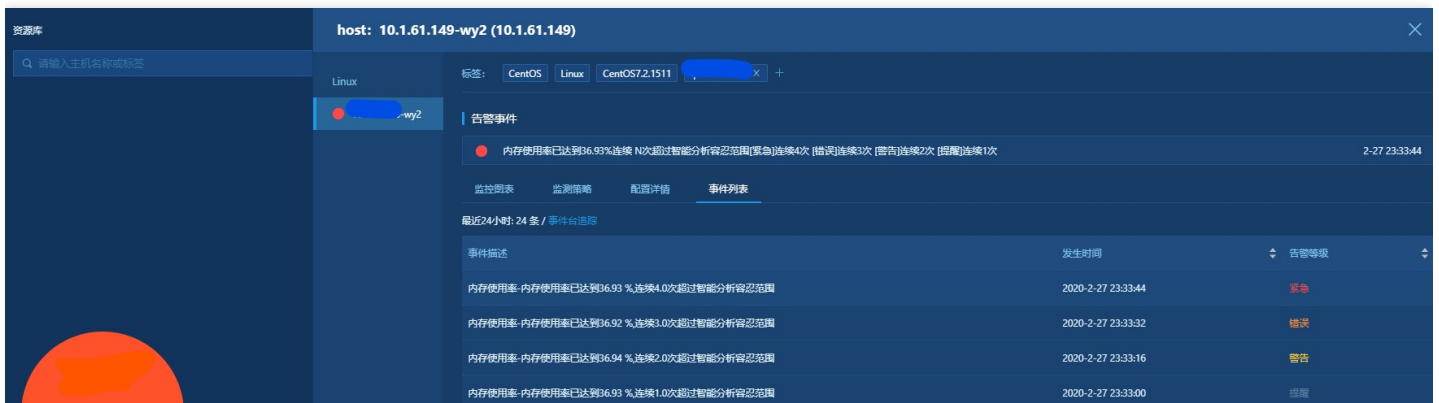 资源库
host：10.1.61.149-wy2 (10.1.61.149)
请输入主机名称或标签
Linux
标签： CentOS Linux CentOS7.2.1511
-wy2
告警事件
内存使用率已达到36.93%连续 N次超过智能分析容忍范围[紧急]连续4次 [错误]连续3次 [警告]连续2次 [提醒]连续1次 2-27 23:33:44
监控图表 监测策略 配置详情 事件列表
最近24小时: 24 条 / 事件台追踪
事件描述 发生时间 告警等级
内存使用率-内存使用率已达到36.93 %,连续4.0次超过智能分析容忍范围 2020-2-27 23:33:44 紧急
内存使用率-内存使用率已达到36.92 %,连续3.0次超过智能分析容忍范围 2020-2-27 23:33:32 错误
内存使用率-内存使用率已达到36.94 %,连续2.0次超过智能分析容忍范围 2020-2-27 23:33:16 警告
内存使用率-内存使用率已达到36.93 %,连续1.0次超过智能分析容忍范围 2020-2-27 23:33:00 提醒